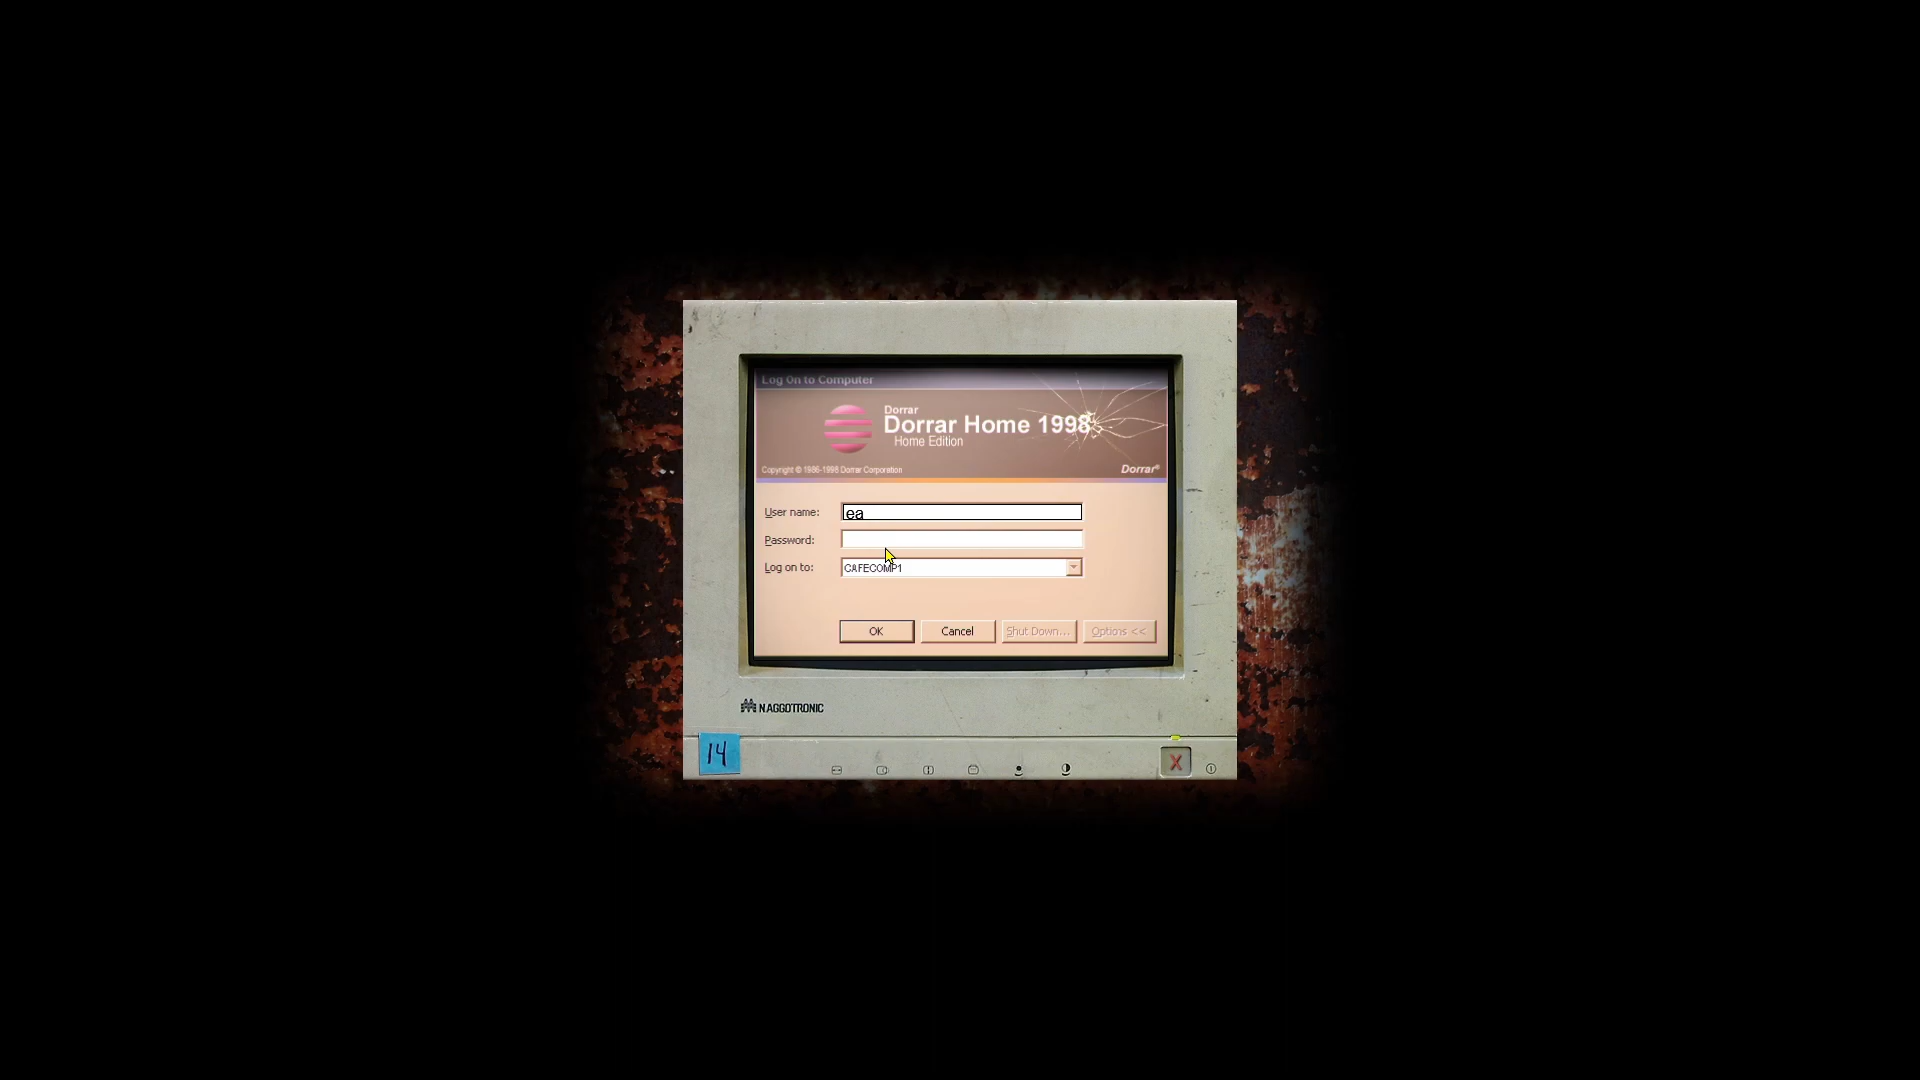 Log On to Computer
Dorrar
Dorrar Home 1998
Home Edition
Copyright © 1986-1998 Dorrar Corporation
Dorrar®
User name: ea
Password:
Log on to: CAFECOMP1
OK Cancel Shut Down... Options <<
NAGGOTRONIC
14
X